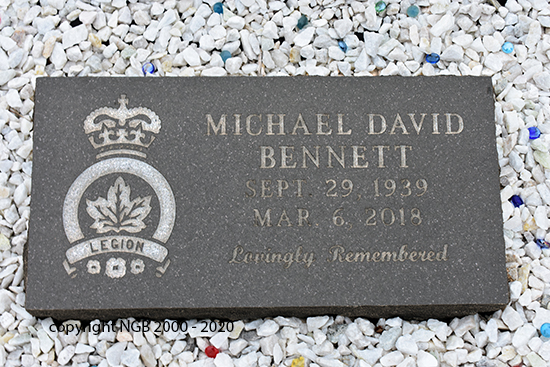 MICHAEL DAVID
BENNETT
SEPT. 29, 1939
MAR. 6, 2018
Lovingly Remembered
LEGION
copyright NGB 2000 - 2020